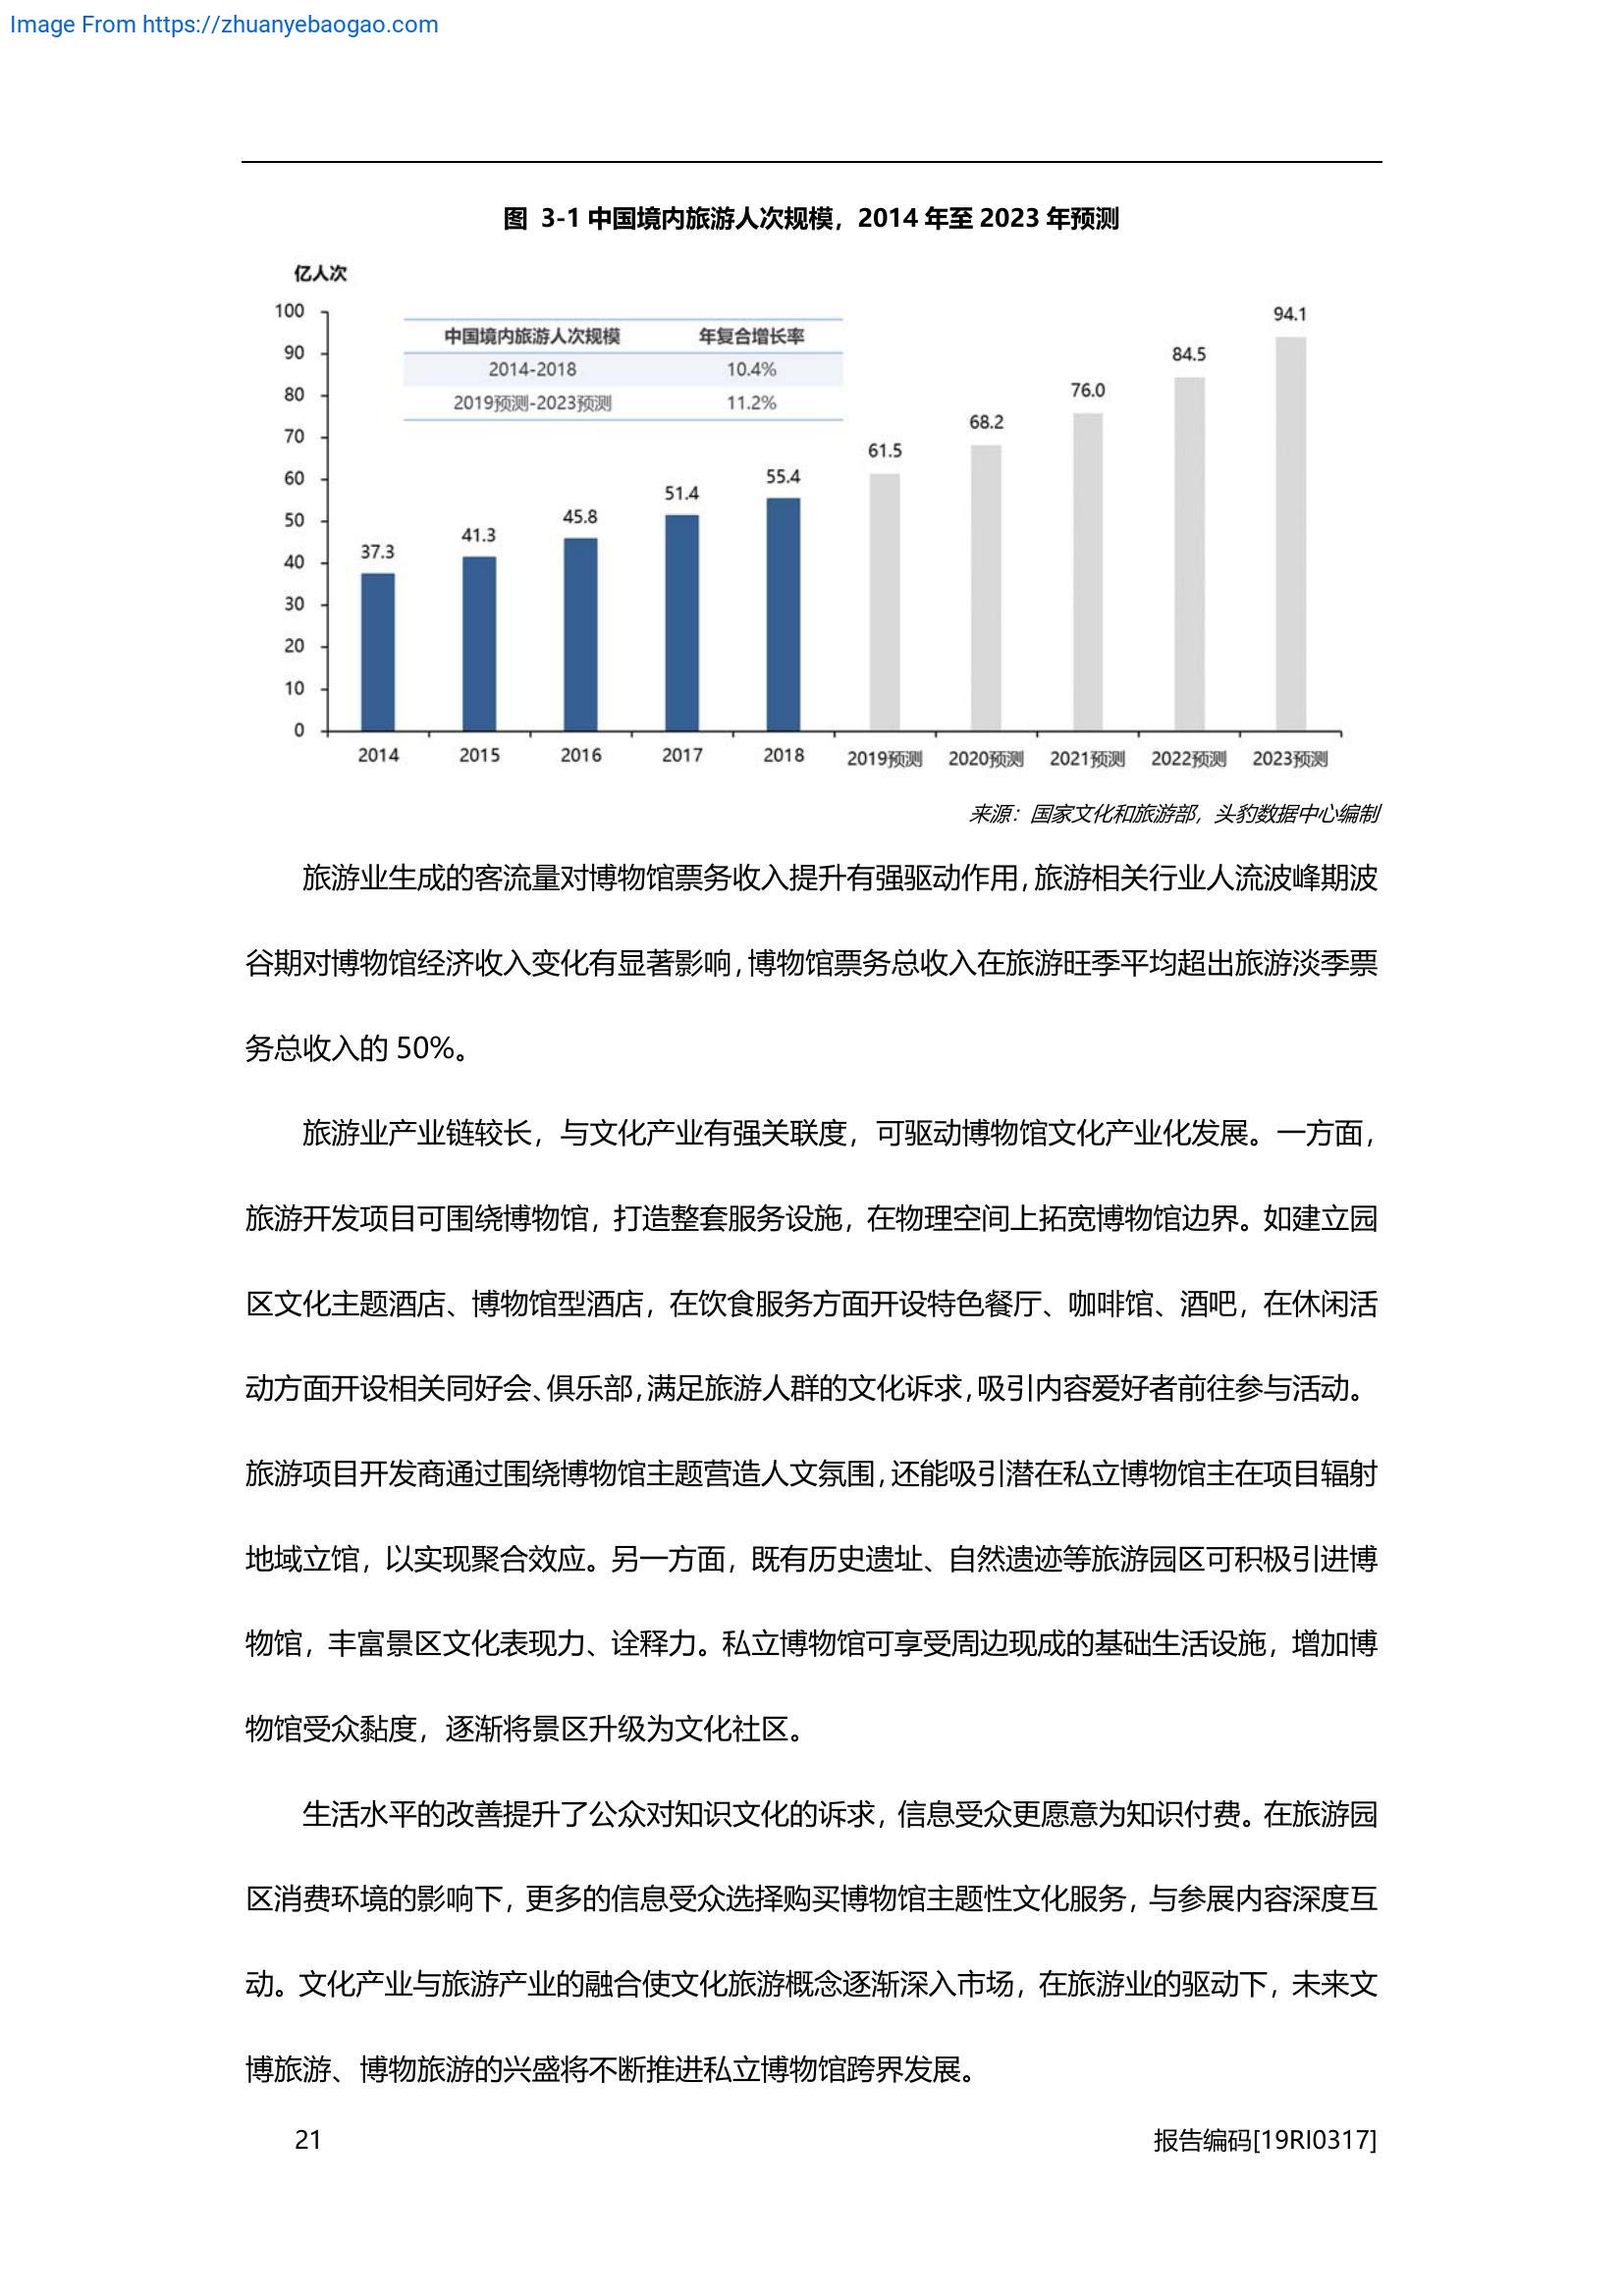 Image From https://zhuanyebaogao.com
图 3-1 中国境内旅游人次规模，2014 年至 2023 年预测
亿人次
100
90
80
70
60
50
40
30
20
10
0
中国境内旅游人次规模 年复合增长率
2014-2018 10.4%
2019预测-2023预测 11.2%
37.3 41.3 45.8 51.4 55.4 61.5 68.2 76.0 84.5 94.1
2014 2015 2016 2017 2018 2019预测 2020预测 2021预测 2022预测 2023预测
来源：国家文化和旅游部，头豹数据中心编制
旅游业生成的客流量对博物馆票务收入提升有强驱动作用，旅游相关行业人流波峰期波
谷期对博物馆经济收入变化有显著影响，博物馆票务总收入在旅游旺季平均超出旅游淡季票
务总收入的 50%。
旅游业产业链较长，与文化产业有强关联度，可驱动博物馆文化产业化发展。一方面，
旅游开发项目可围绕博物馆，打造整套服务设施，在物理空间上拓宽博物馆边界。如建立园
区文化主题酒店、博物馆型酒店，在饮食服务方面开设特色餐厅、咖啡馆、酒吧，在休闲活
动方面开设相关同好会、俱乐部，满足旅游人群的文化诉求，吸引内容爱好者前往参与活动。
旅游项目开发商通过围绕博物馆主题营造人文氛围，还能吸引潜在私立博物馆主在项目辐射
地域立馆，以实现聚合效应。另一方面，既有历史遗址、自然遗迹等旅游园区可积极引进博
物馆，丰富景区文化表现力、诠释力。私立博物馆可享受周边现成的基础生活设施，增加博
物馆受众黏度，逐渐将景区升级为文化社区。
生活水平的改善提升了公众对知识文化的诉求，信息受众更愿意为知识付费。在旅游园
区消费环境的影响下，更多的信息受众选择购买博物馆主题性文化服务，与参展内容深度互
动。文化产业与旅游产业的融合使文化旅游概念逐渐深入市场，在旅游业的驱动下，未来文
博旅游、博物旅游的兴盛将不断推进私立博物馆跨界发展。
21 报告编码[19RI0317]